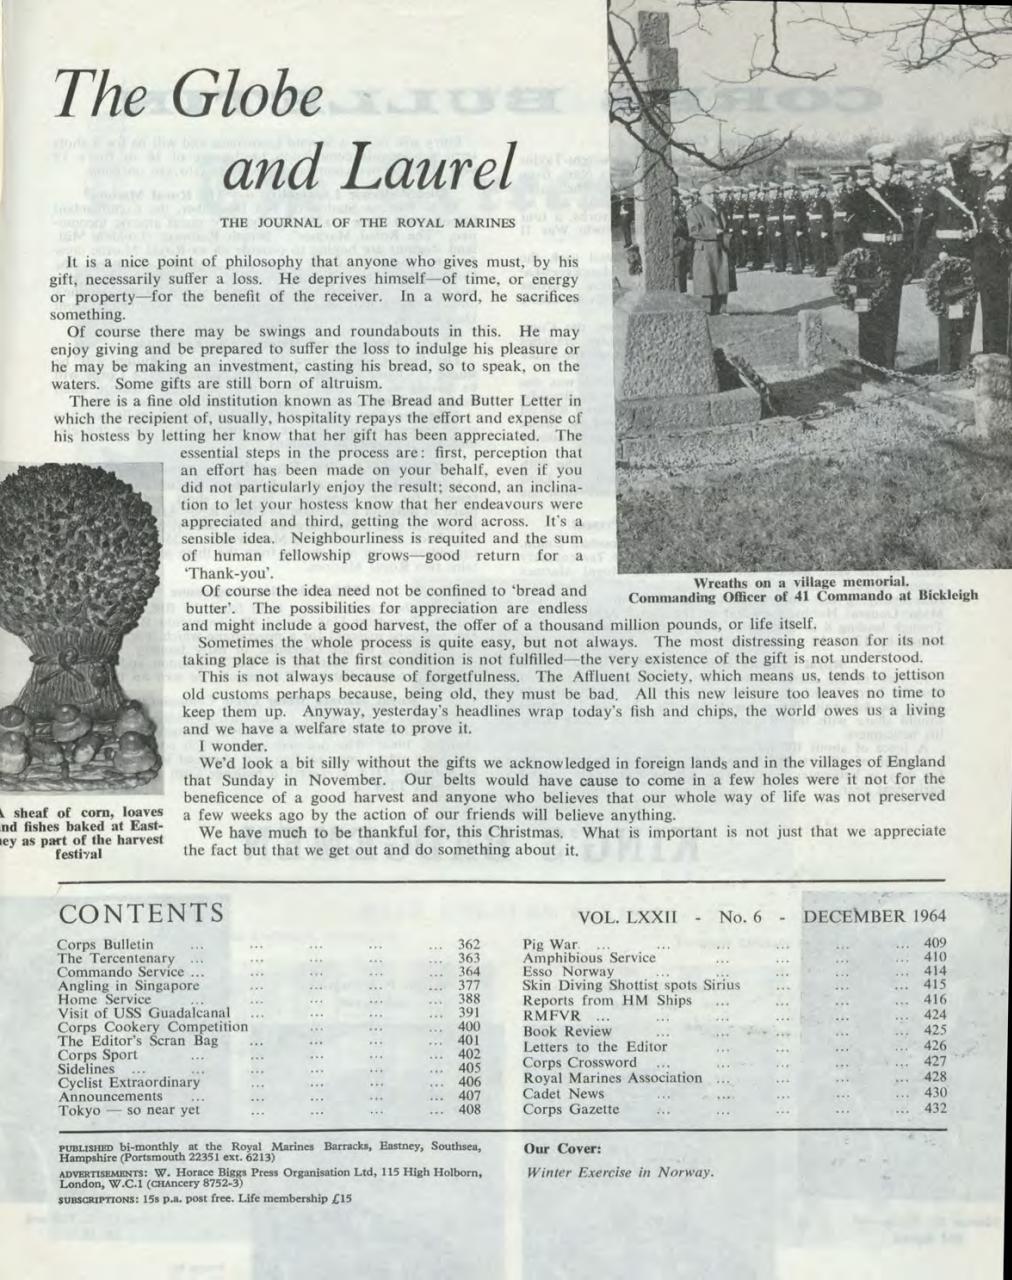 The Globe
and Laurel
THE JOURNAL OF THE ROYAL MARINES
It is a nice point of philosophy that anyone who gives must, by his
gift, necessarily suffer a loss. He deprives himself—of time, or energy
or property—for the benefit of the receiver. In a word, he sacrifices
something.
Of course there may be swings and roundabouts in this. He may
enjoy giving and be prepared to suffer the loss to indulge his pleasure or
he may be making an investment, casting his bread, so to speak, on the
waters. Some gifts are still born of altruism.
There is a fine old institution known as The Bread and Butter Letter in
which the recipient of, usually, hospitality repays the effort and expense of
his hostess by letting her know that her gift has been appreciated. The
essential steps in the process are: first, perception that
an effort has been made on your behalf, even if you
did not particularly enjoy the result; second, an inclina-
tion to let your hostess know that her endeavours were
appreciated and third, getting the word across. It's a
sensible idea. Neighbourliness is requited and the sum
of human fellowship grows—good return for a
'Thank-you'.
Of course the idea need not be confined to 'bread and
butter'. The possibilities for appreciation are endless
and might include a good harvest, the offer of a thousand million pounds, or life itself.
Sometimes the whole process is quite easy, but not always. The most distressing reason for its not
taking place is that the first condition is not fulfilled—the very existence of the gift is not understood.
This is not always because of forgetfulness. The Affluent Society, which means us, tends to jettison
old customs perhaps because, being old, they must be bad. All this new leisure too leaves no time to
keep them up. Anyway, yesterday's headlines wrap today's fish and chips, the world owes us a living
and we have a welfare state to prove it.
I wonder.
We'd look a bit silly without the gifts we acknowledged in foreign lands and in the villages of England
that Sunday in November. Our belts would have cause to come in a few holes were it not for the
beneficence of a good harvest and anyone who believes that our whole way of life was not preserved
a few weeks ago by the action of our friends will believe anything.
We have much to be thankful for, this Christmas. What is important is not just that we appreciate
the fact but that we get out and do something about it.
Wreaths on a village memorial.
Commanding Officer of 41 Commando at Bickleigh
A sheaf of corn, loaves
nd fishes baked at East-
ney as part of the harvest
festival
CONTENTS
VOL. LXXII - No. 6 - DECEMBER 1964
Corps Bulletin ... ... ... ... ... 362
The Tercentenary ... ... ... ... ... 363
Commando Service ... ... ... ... ... 364
Angling in Singapore ... ... ... ... 377
Home Service ... ... ... ... ... 388
Visit of USS Guadalcanal ... ... ... ... 391
Corps Cookery Competition ... ... ... 400
The Editor's Scran Bag ... ... ... ... 401
Corps Sport ... ... ... ... ... 402
Sidelines ... ... ... ... ... ... 405
Cyclist Extraordinary ... ... ... ... 406
Announcements ... ... ... ... ... 407
Tokyo — so near yet ... ... ... ... 408
Pig War ... ... ... ... ... ... 409
Amphibious Service ... ... ... ... ... 410
Esso Norway ... ... ... ... ... 414
Skin Diving Shottist spots Sirius ... ... ... 415
Reports from HM Ships ... ... ... ... 416
RMFVR ... ... ... ... ... ... 424
Book Review ... ... ... ... ... 425
Letters to the Editor ... ... ... ... 426
Corps Crossword ... ... ... ... ... 427
Royal Marines Association ... ... ... ... 428
Cadet News ... ... ... ... ... 430
Corps Gazette ... ... ... ... ... 432
PUBLISHED bi-monthly at the Royal Marines Barracks, Eastney, Southsea,
Hampshire (Portsmouth 22351 ext. 6213)
ADVERTISEMENTS: W. Horace Biggs Press Organisation Ltd, 115 High Holborn,
London, W.C.1 (CHAncery 8752-3)
SUBSCRIPTIONS: 15s p.a. post free. Life membership £15
Our Cover:
Winter Exercise in Norway.